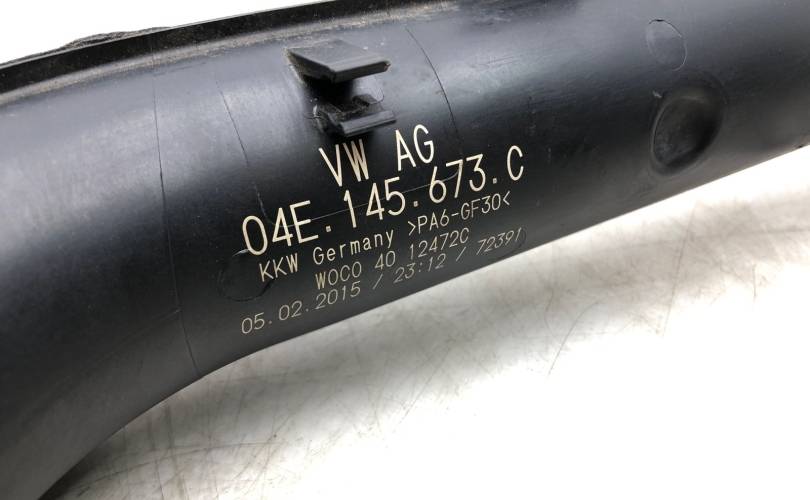 VW AG
04E.145.673.C
KKW Germany >PA6-GF30<
WOCO 40 12472C
05.02.2015 / 23:12 / 72391